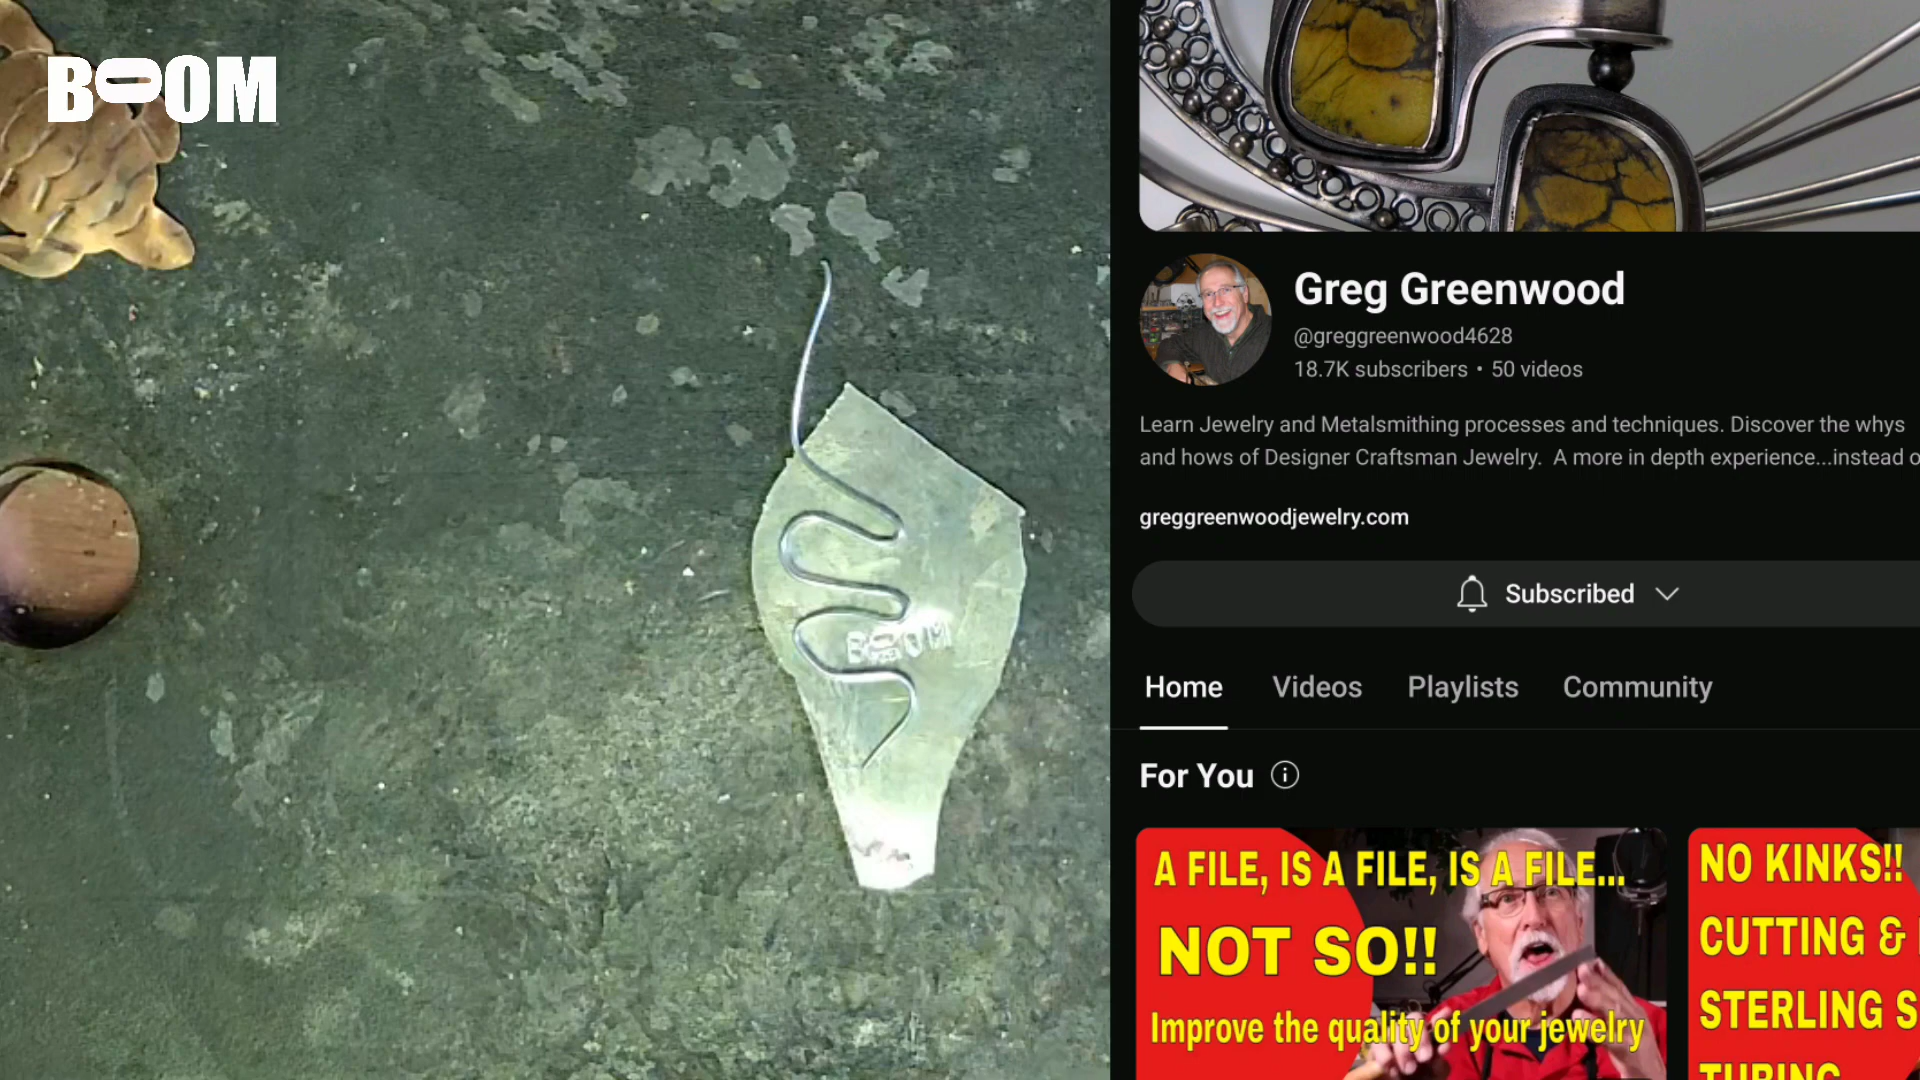 BOOM
BOOM
Greg Greenwood
@greggreenwood4628
18.7K subscribers • 50 videos
Learn Jewelry and Metalsmithing processes and techniques. Discover the whys
and hows of Designer Craftsman Jewelry. A more in depth experience...instead o
greggreenwoodjewelry.com
Subscribed
Home Videos Playlists Community
For You
A FILE, IS A FILE, IS A FILE...
NOT SO!!
Improve the quality of your jewelry
NO KINKS!!
CUTTING &
STERLING S
TUBING